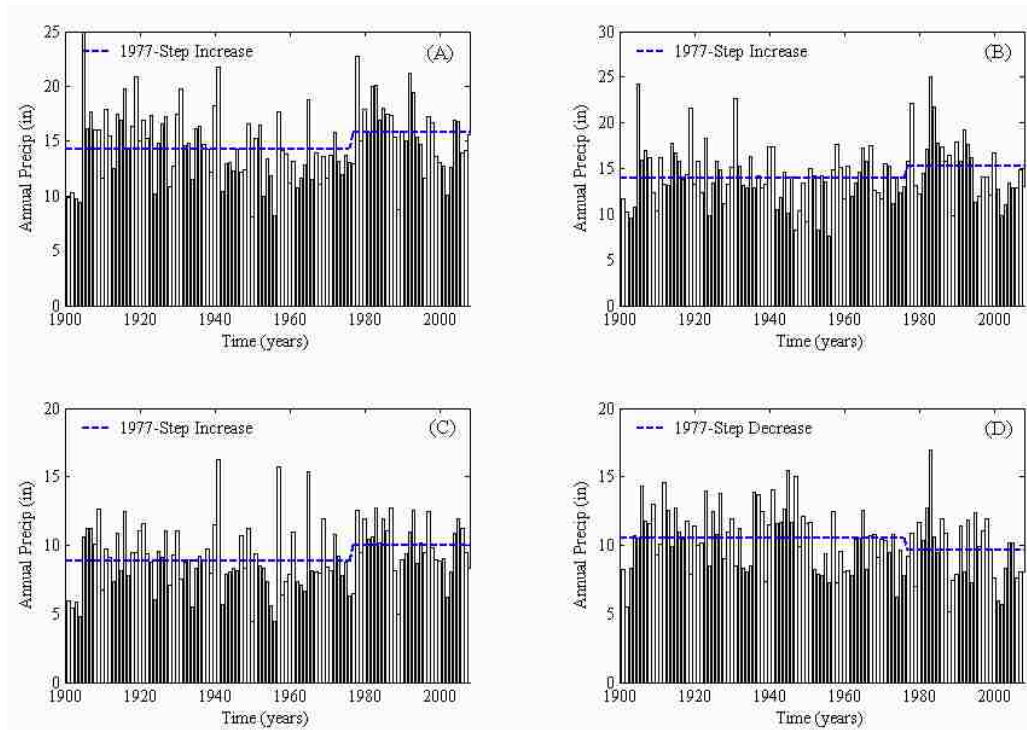 25
20
15
10
5
0
1977-Step Increase
(A)
Annual Precip (in)
1900 1920 1940 1960 1980 2000
Time (years)
30
25
20
15
10
5
0
1977-Step Increase
(B)
Annual Precip (in)
1900 1920 1940 1960 1980 2000
Time (years)
20
15
10
5
0
1977-Step Increase
(C)
Annual Precip (in)
1900 1920 1940 1960 1980 2000
Time (years)
20
15
10
5
0
1977-Step Decrease
(D)
Annual Precip (in)
1900 1920 1940 1960 1980 2000
Time (years)